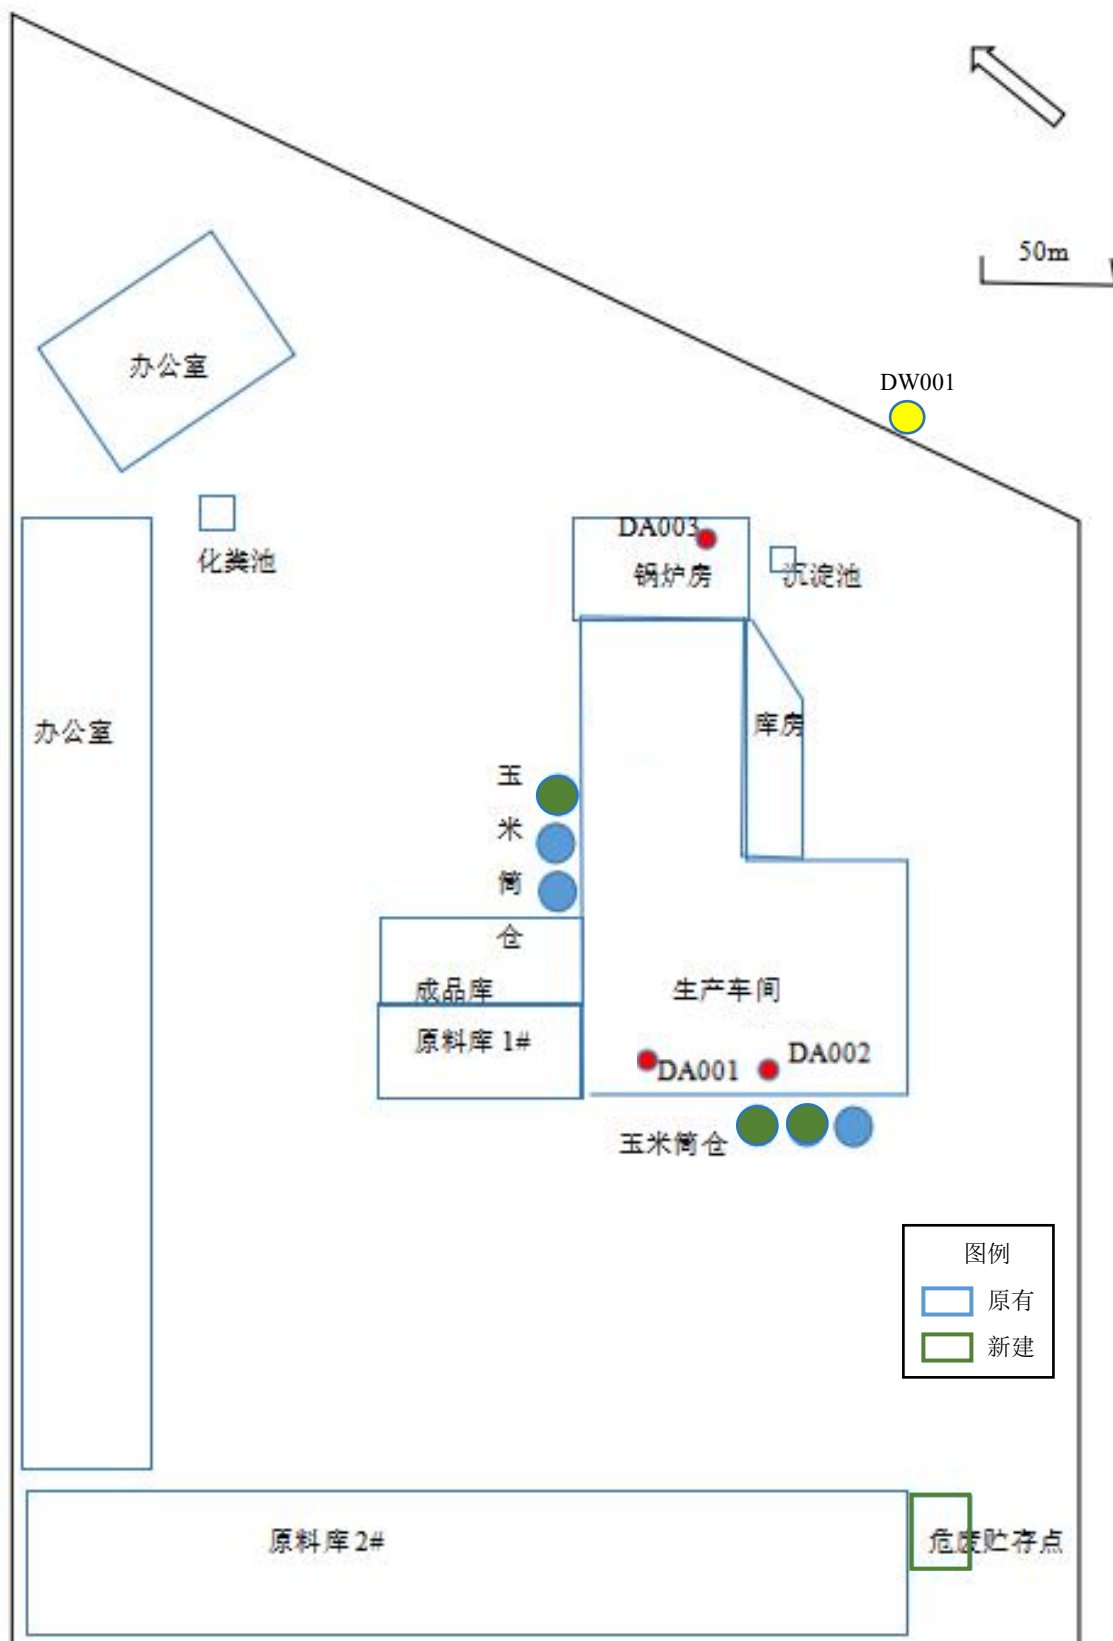 50m
DW001
办公室
DA003
化粪池
锅炉房
沉淀池
办公室
库房
玉
米
筒
仓
成品库
生产车间
原料库 1#
DA001
DA002
玉米筒仓
图例
原有
新建
原料库 2#
危废贮存点